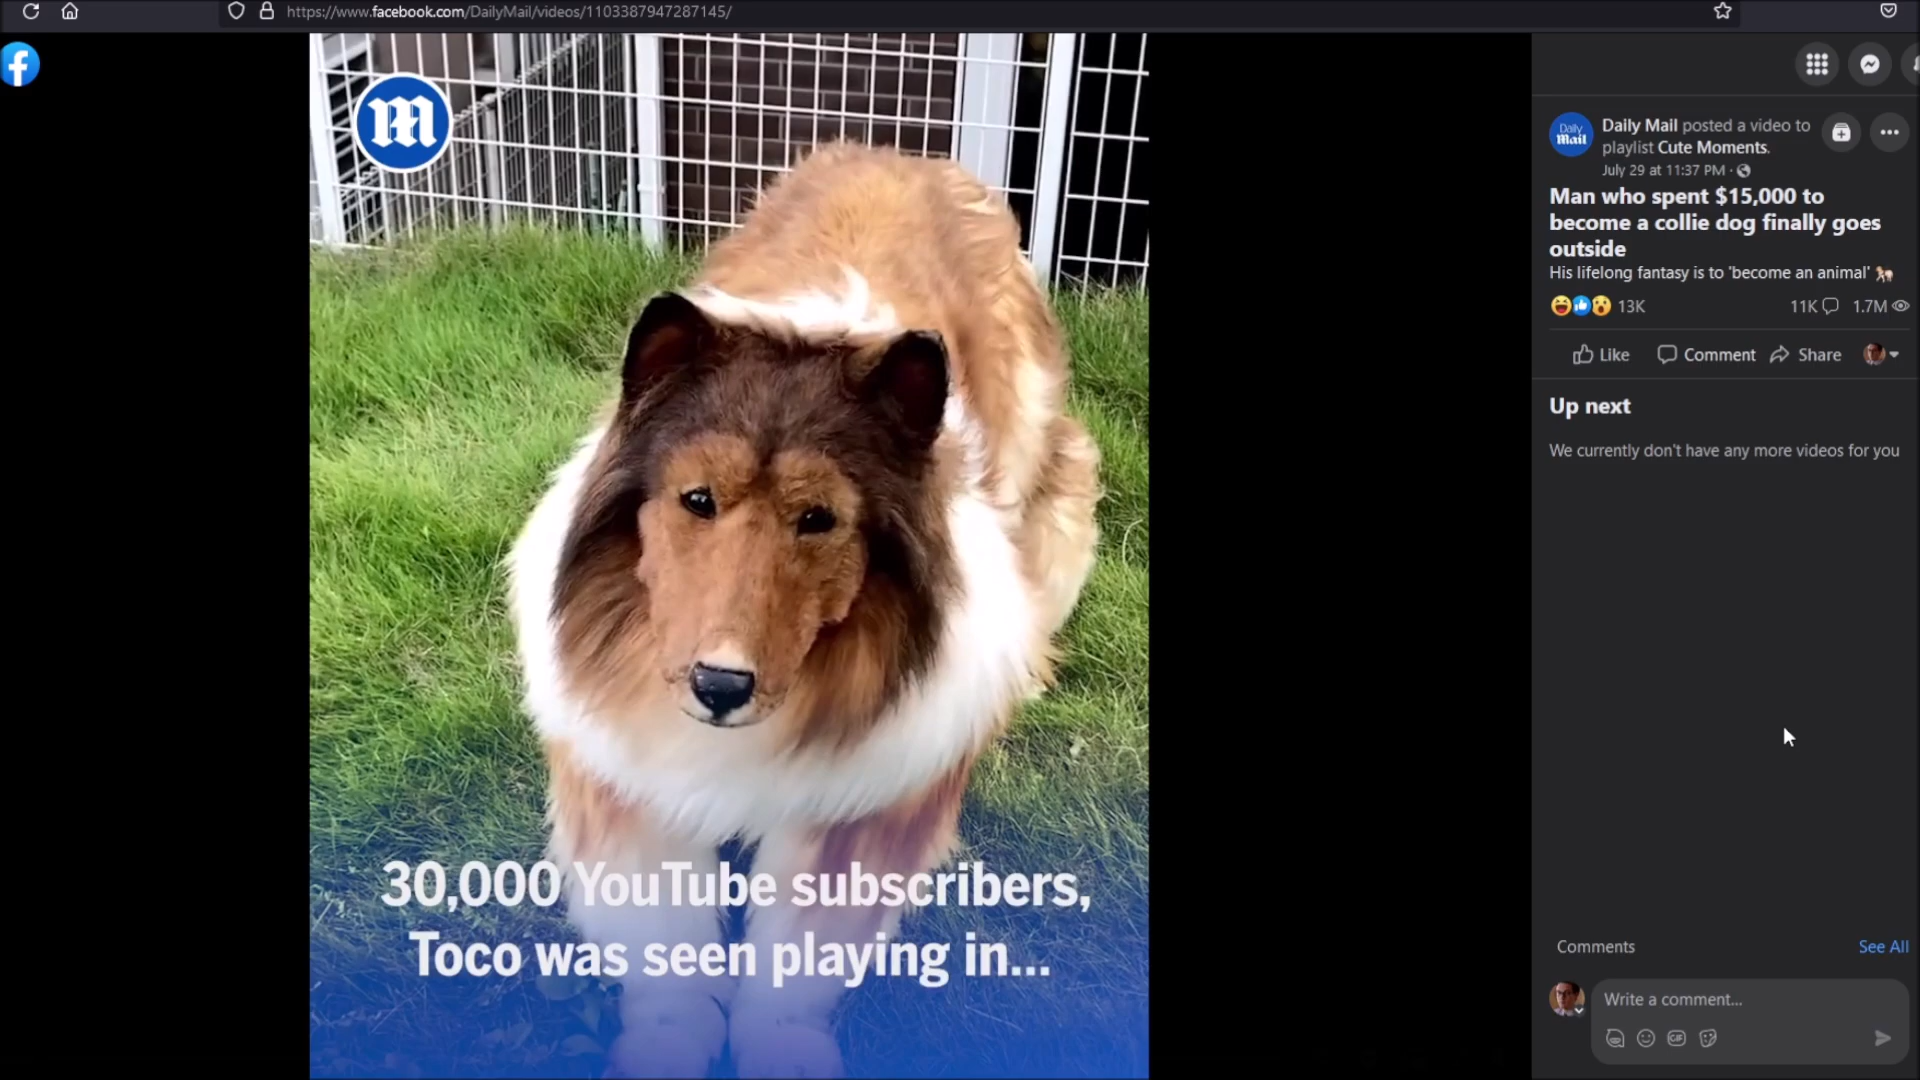 https://www.facebook.com/DailyMail/videos/1103387947287145/
30,000 YouTube subscribers,
Toco was seen playing in...
Daily Mail
Daily Mail posted a video to
playlist Cute Moments.
July 29 at 11:37 PM ·
Man who spent $15,000 to
become a collie dog finally goes
outside
His lifelong fantasy is to 'become an animal'
13K 11K 1.7M
Like Comment Share
Up next
We currently don't have any more videos for you
Comments See All
Write a comment...
GIF